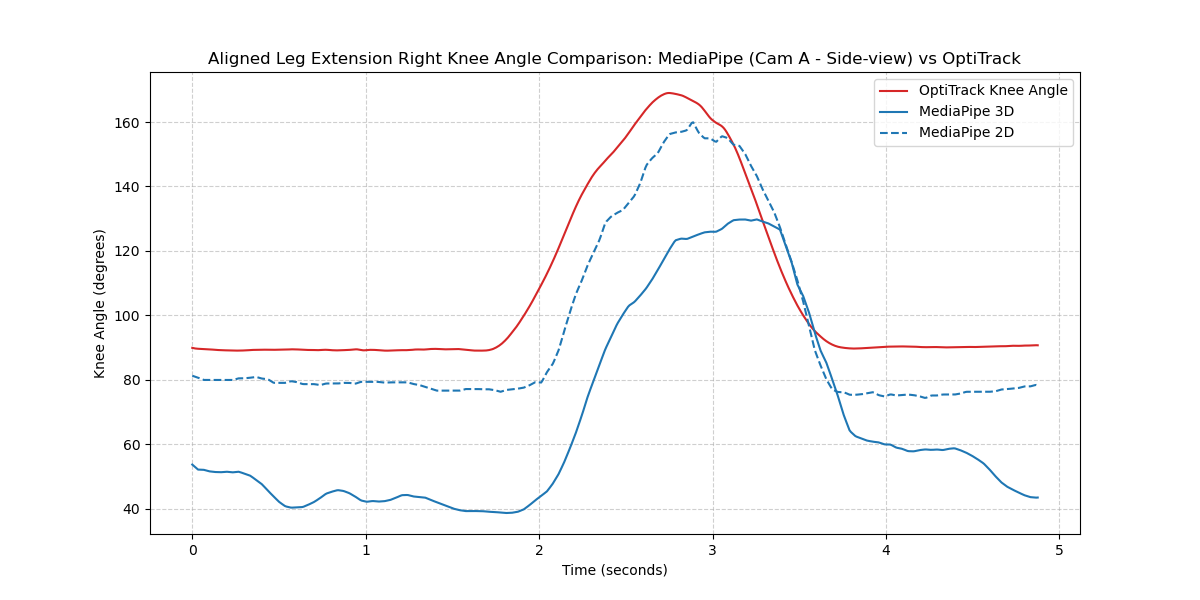 Aligned Leg Extension Right Knee Angle Comparison: MediaPipe (Cam A - Side-view) vs OptiTrack
OptiTrack Knee Angle
MediaPipe 3D
MediaPipe 2D
Knee Angle (degrees)
160
140
120
100
80
60
40
0 1 2 3 4 5
Time (seconds)